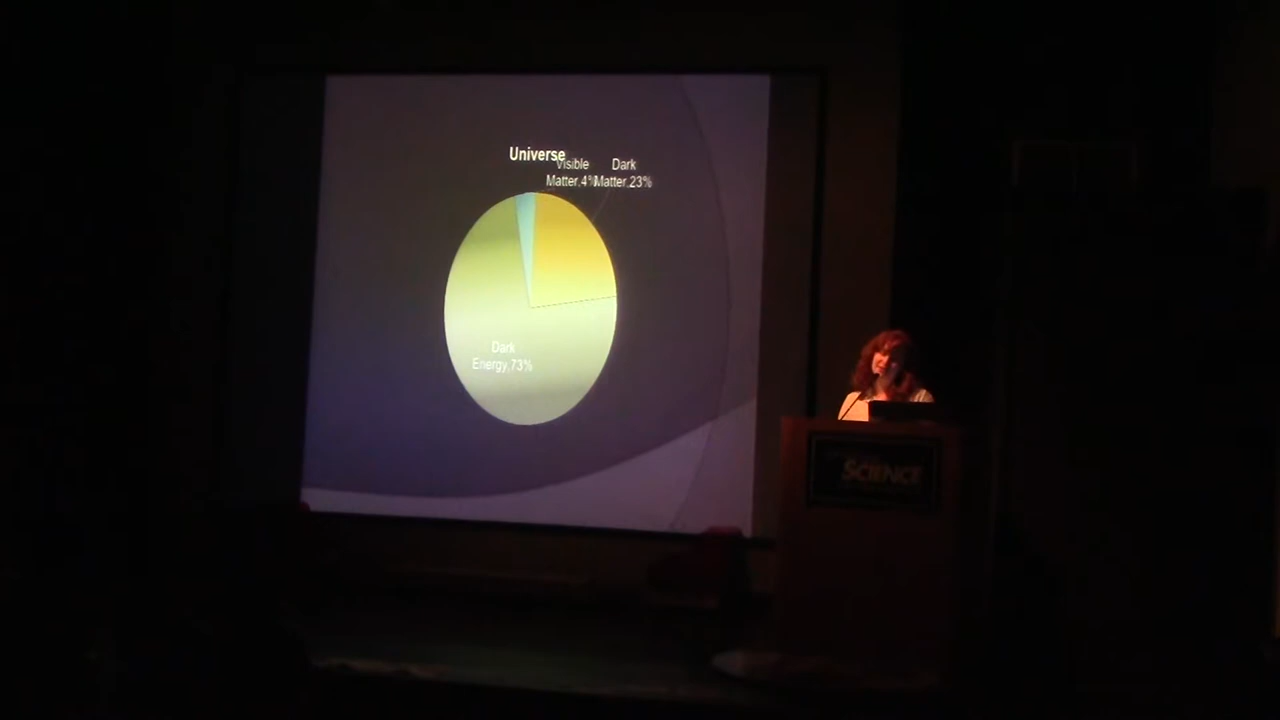 Universe
Visible
Matter,4%
Dark
Matter,23%
Dark
Energy,73%
SCIENCE